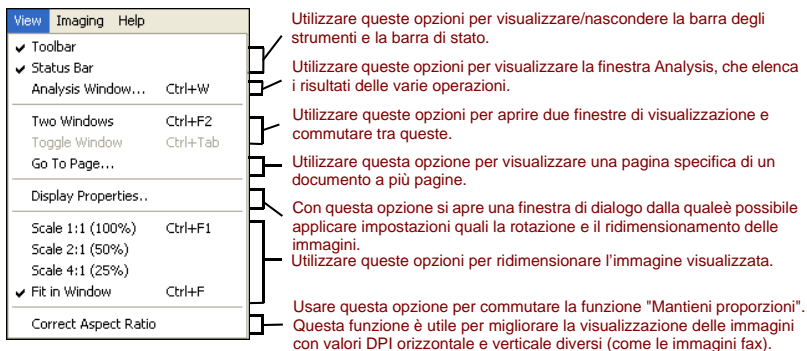 View Imaging Help
Toolbar
Status Bar
Analysis Window... Ctrl+W
Two Windows Ctrl+F2
Toggle Window Ctrl+Tab
Go To Page...
Display Properties..
Scale 1:1 (100%) Ctrl+F1
Scale 2:1 (50%)
Scale 4:1 (25%)
Fit in Window Ctrl+F
Correct Aspect Ratio
Utilizzare queste opzioni per visualizzare/nascondere la barra degli
strumenti e la barra di stato.
Utilizzare queste opzioni per visualizzare la finestra Analysis, che elenca
i risultati delle varie operazioni.
Utilizzare queste opzioni per aprire due finestre di visualizzazione e
commutare tra queste.
Utilizzare questa opzione per visualizzare una pagina specifica di un
documento a più pagine.
Con questa opzione si apre una finestra di dialogo dalla qualeè possibile
applicare impostazioni quali la rotazione e il ridimensionamento delle
immagini.
Utilizzare queste opzioni per ridimensionare l'immagine visualizzata.
Usare questa opzione per commutare la funzione "Mantieni proporzioni".
Questa funzione è utile per migliorare la visualizzazione delle immagini
con valori DPI orizzontale e verticale diversi (come le immagini fax).